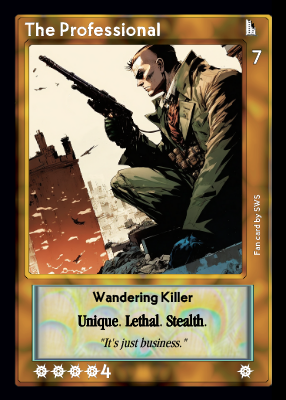 The Professional
7
Fan card by SWS
Wandering Killer
Unique. Lethal. Stealth.
"It's just business."
4